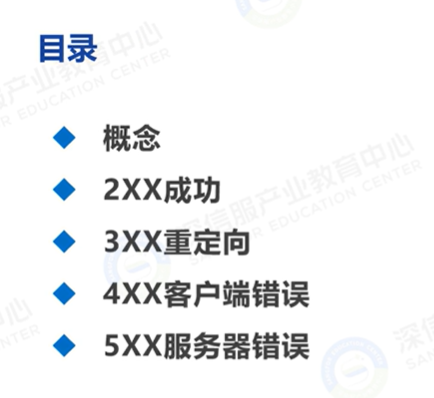 目录
概念
2XX成功
3XX重定向
4XX客户端错误
5XX服务器错误
深信服产业教育中心
SANGFOR EDUCATION CENTER